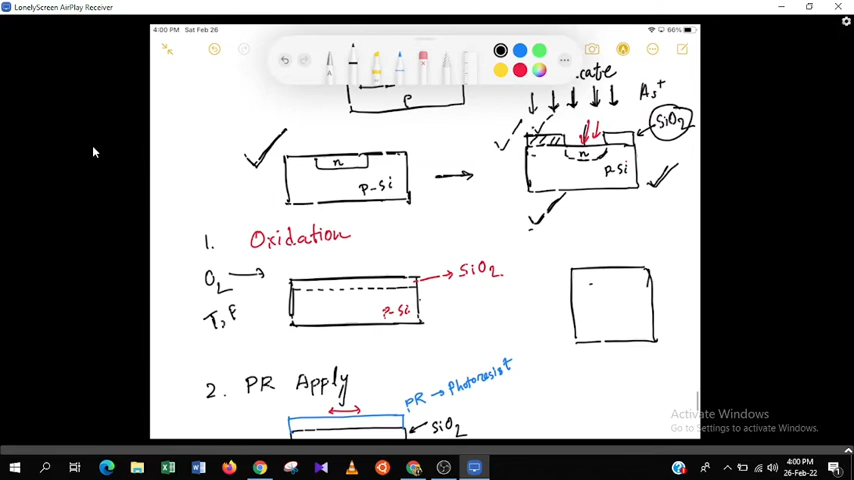 LonelyScreen AirPlay Receiver
4:00 PM Sat Feb 26
66%
cate
As+
SiO2
P
n
P-Si
n
P-Si
1. Oxidation
O2
SiO2
T, P
P-Si
2. PR Apply
PR → Photoresist
SiO2
Activate Windows
Go to Settings to activate Windows.
4:00 PM
26-Feb-22